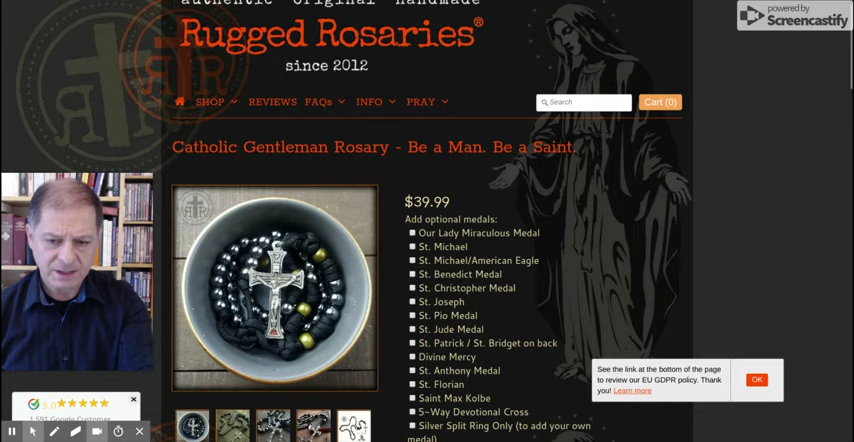 authentic original handmade
powered by
Screencastify
Rugged Rosaries®
since 2012
SHOP REVIEWS FAQs INFO PRAY
Search
Cart (0)
Catholic Gentleman Rosary - Be a Man. Be a Saint.
$39.99
Add optional medals:
Our Lady Miraculous Medal
St. Michael
St. Michael/American Eagle
St. Benedict Medal
St. Christopher Medal
St. Joseph
St. Pio Medal
St. Jude Medal
St. Patrick / St. Bridget on back
Divine Mercy
St. Anthony Medal
St. Florian
Saint Max Kolbe
5-Way Devotional Cross
Silver Split Ring Only (to add your own
medal)
See the link at the bottom of the page
to review our EU GDPR policy. Thank
you! Learn more
OK
5.0
1,591 Google Customer